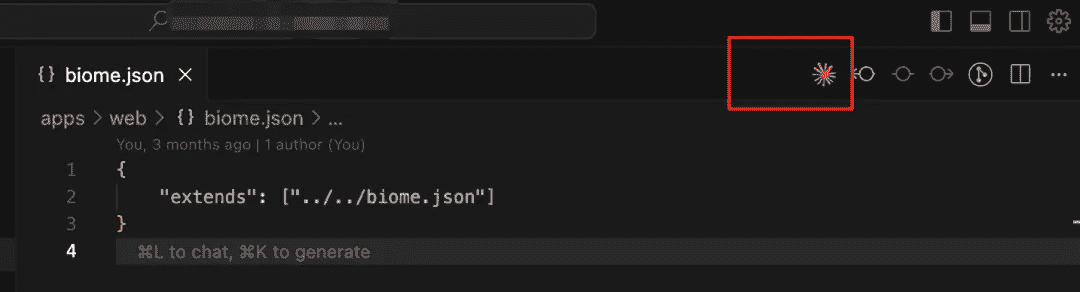 {} biome.json ×
apps > web > {} biome.json > ...
You, 3 months ago | 1 author (You)
1 {
2 "extends": ["../../biome.json"]
3 }
4 ⌘L to chat, ⌘K to generate